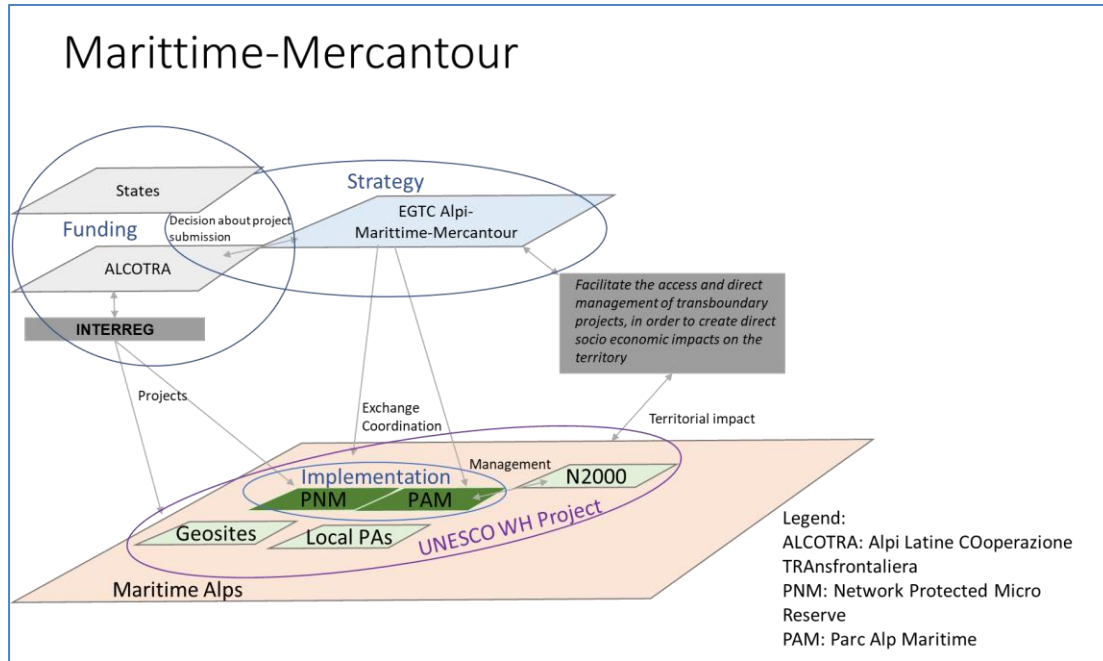 Marittime-Mercantour
States
Strategy
Funding
Decision about project
submission
EGTC Alpi-
Marittime-Mercantour
ALCOTRA
INTERREG
Facilitate the access and direct
management of transboundary
projects, in order to create direct
socio economic impacts on the
territory
Projects
Exchange
Coordination
Territorial impact
Implementation
Management
N2000
PNM
PAM
Geosites
Local PAs
UNESCO WH Project
Maritime Alps
Legend:
ALCOTRA: Alpi Latine COoperazione
TRAnsfrontaliera
PNM: Network Protected Micro
Reserve
PAM: Parc Alp Maritime